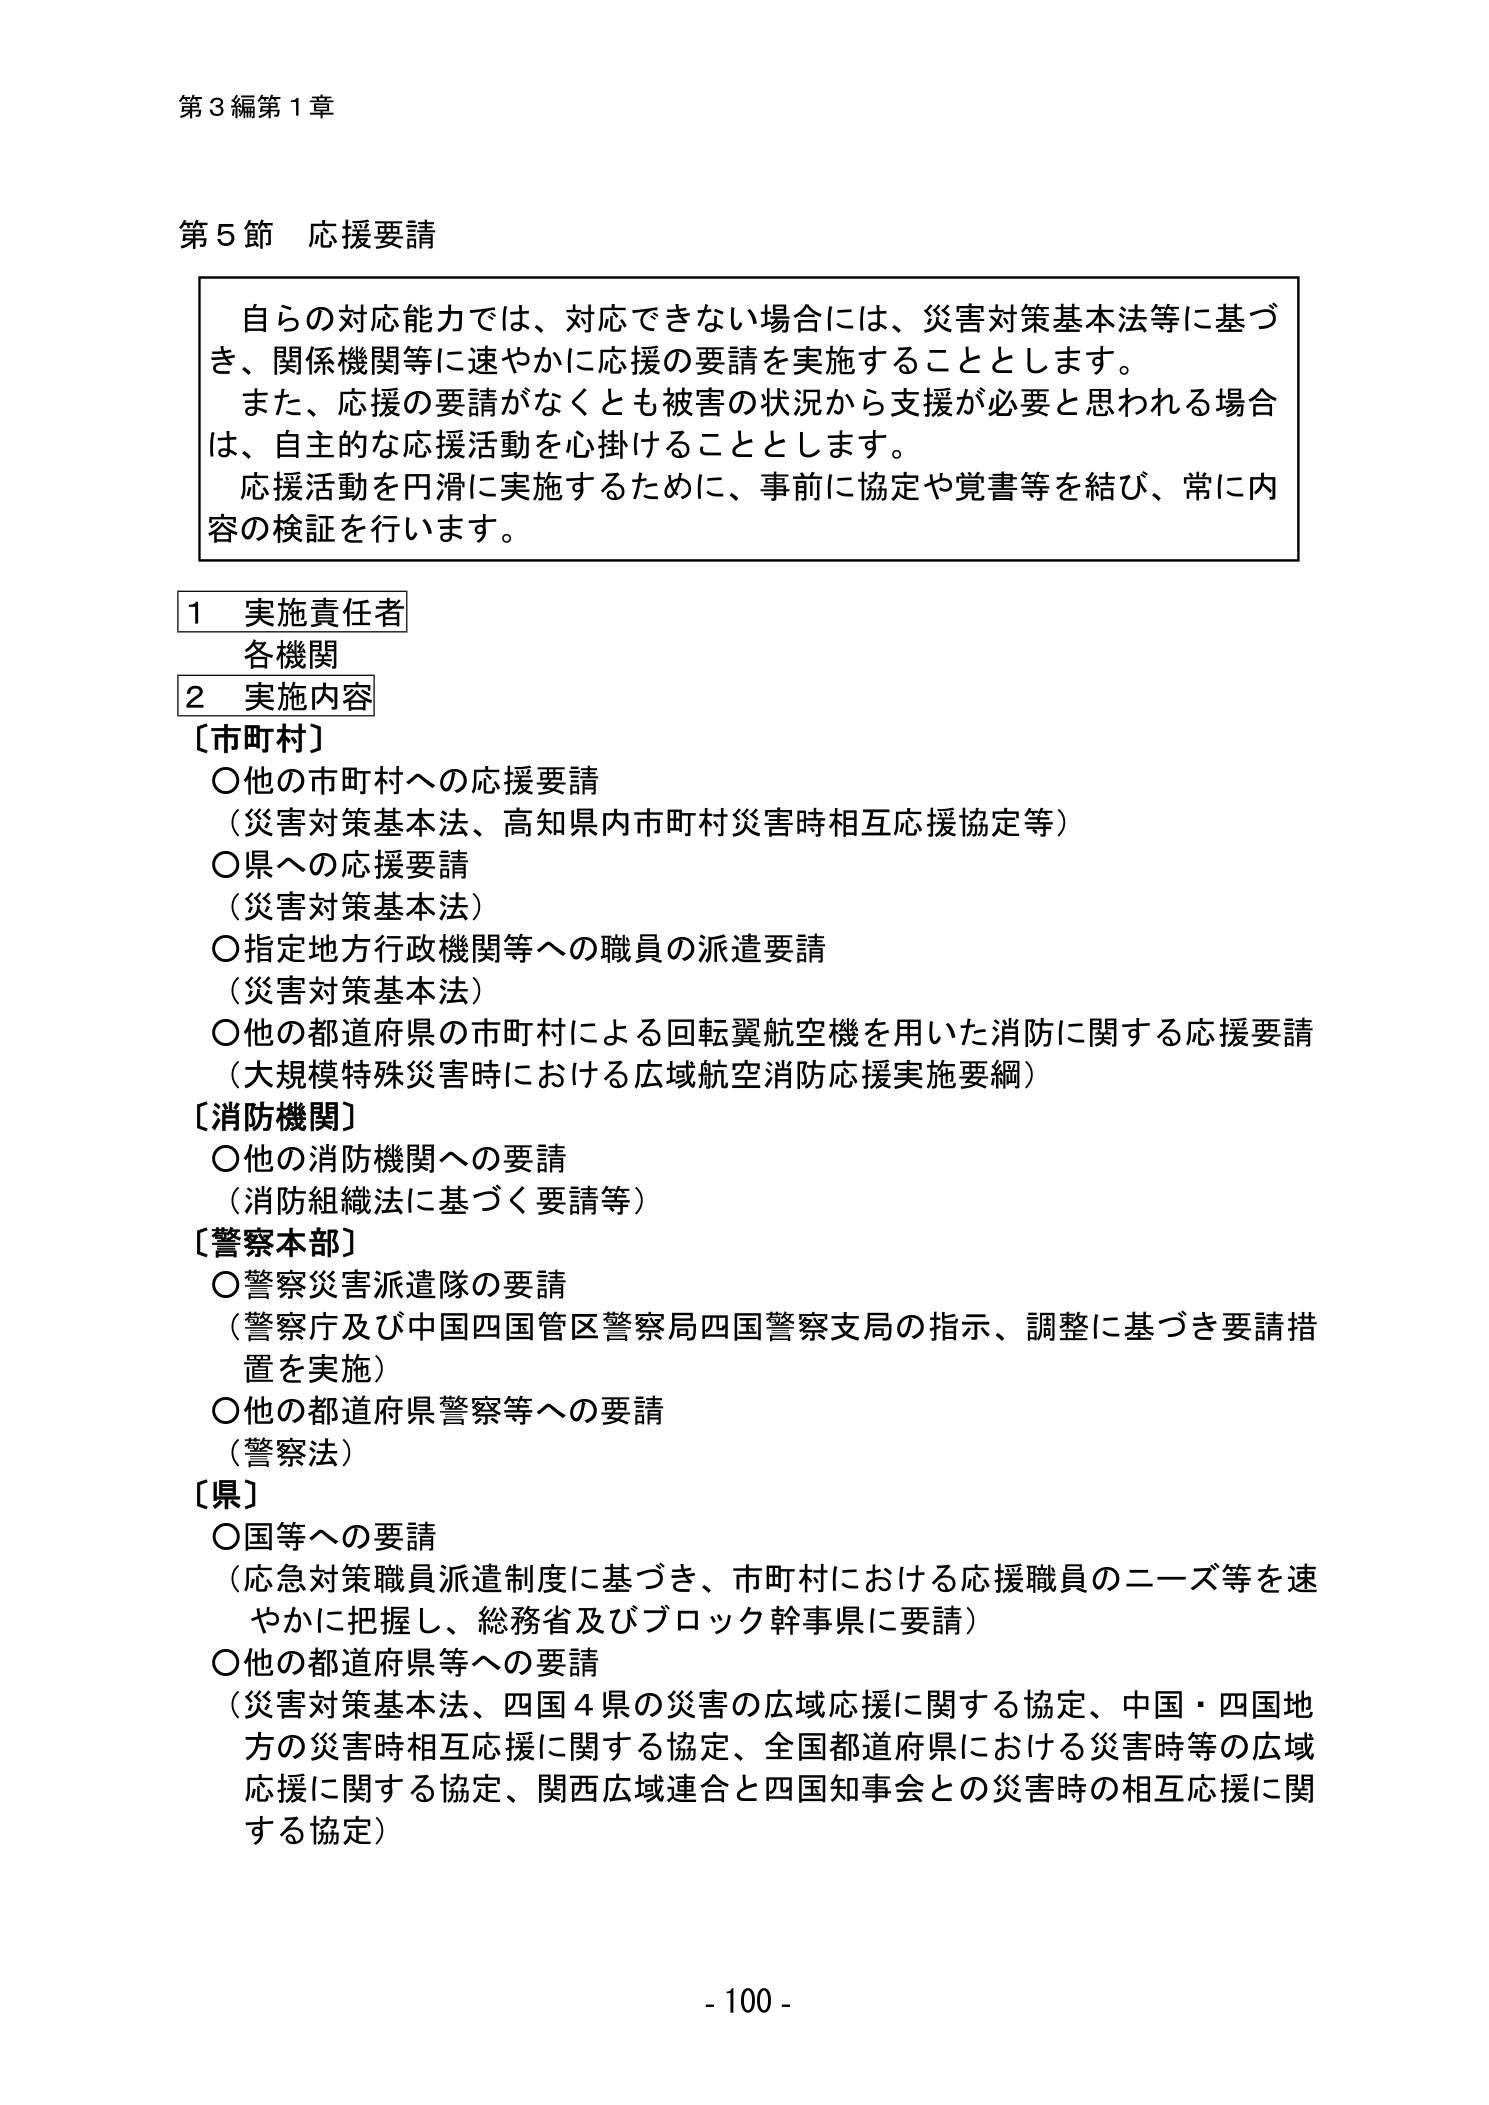 第３編第１章
第５節　応援要請
　自らの対応能力では、対応できない場合には、災害対策基本法等に基づ
き、関係機関等に速やかに応援の要請を実施することとします。
　また、応援の要請がなくとも被害の状況から支援が必要と思われる場合
は、自主的な応援活動を心掛けることとします。
　応援活動を円滑に実施するために、事前に協定や覚書等を結び、常に内
容の検証を行います。
１　実施責任者
各機関
２　実施内容
〔市町村〕
○他の市町村への応援要請
（災害対策基本法、高知県内市町村災害時相互応援協定等）
○県への応援要請
（災害対策基本法）
○指定地方行政機関等への職員の派遣要請
（災害対策基本法）
○他の都道府県の市町村による回転翼航空機を用いた消防に関する応援要請
（大規模特殊災害時における広域航空消防応援実施要綱）
〔消防機関〕
○他の消防機関への要請
（消防組織法に基づく要請等）
〔警察本部〕
○警察災害派遣隊の要請
（警察庁及び中国四国管区警察局四国警察支局の指示、調整に基づき要請措
置を実施）
○他の都道府県警察等への要請
（警察法）
〔県〕
○国等への要請
（応急対策職員派遣制度に基づき、市町村における応援職員のニーズ等を速
やかに把握し、総務省及びブロック幹事県に要請）
○他の都道府県等への要請
（災害対策基本法、四国４県の災害の広域応援に関する協定、中国・四国地
方の災害時相互応援に関する協定、全国都道府県における災害時等の広域
応援に関する協定、関西広域連合と四国知事会との災害時の相互応援に関
する協定）
- 100 -